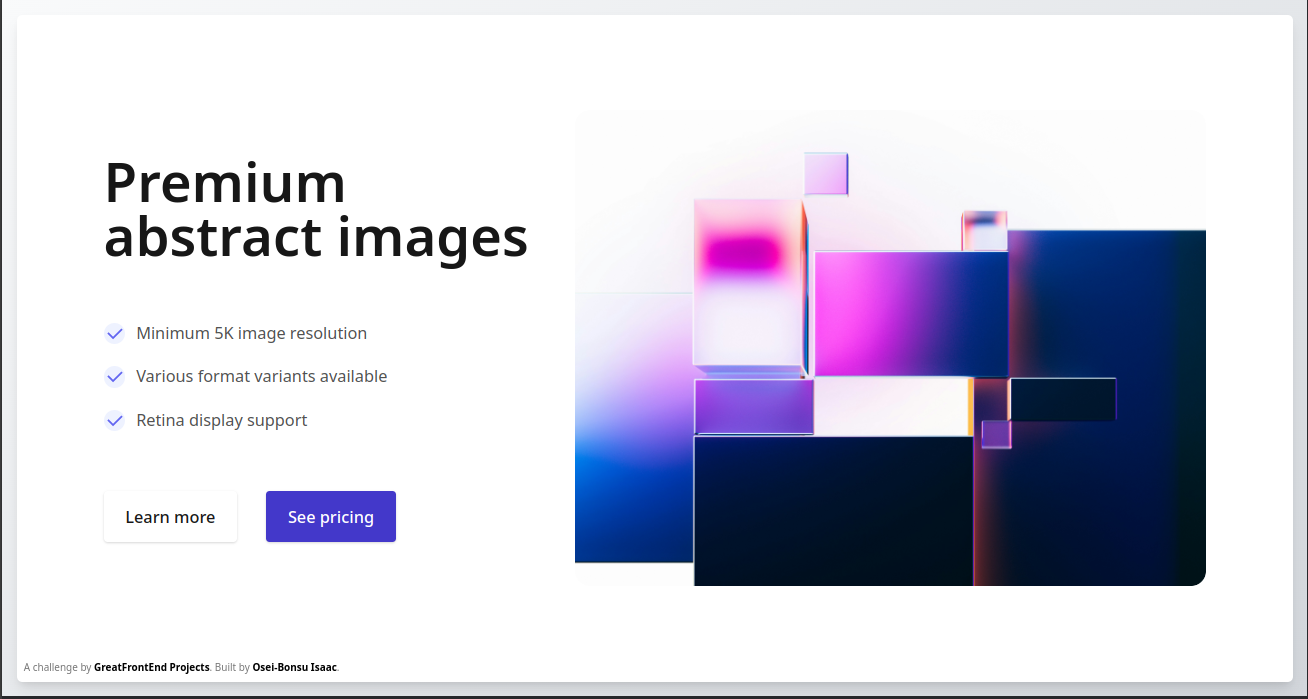 Premium
abstract images
Minimum 5K image resolution
Various format variants available
Retina display support
Learn more
See pricing
A challenge by GreatFrontEnd Projects. Built by Osei-Bonsu Isaac.